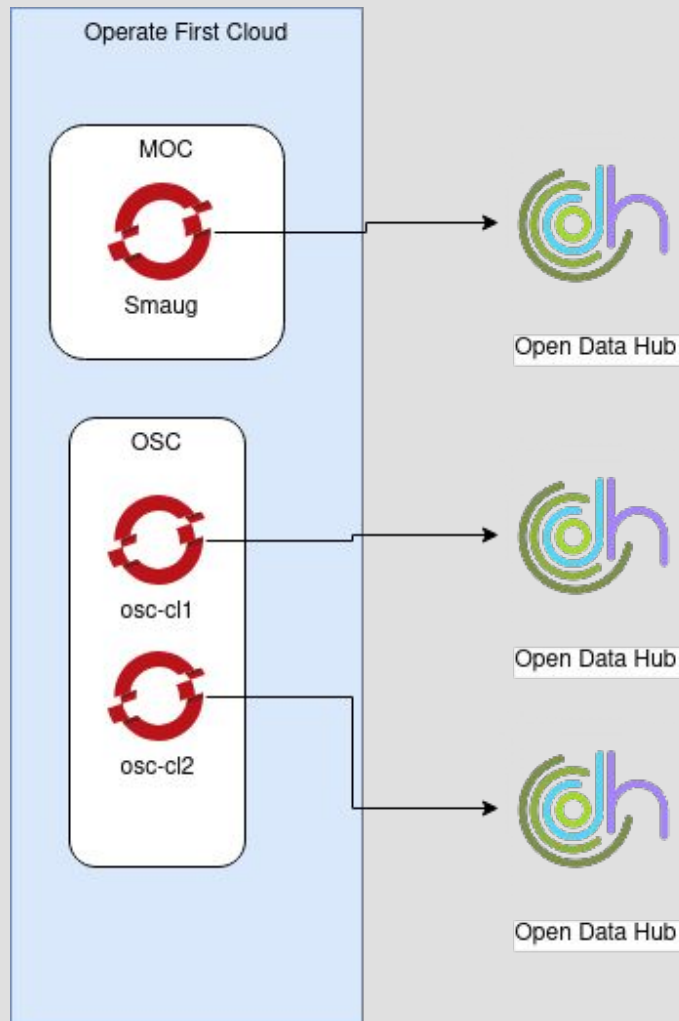 Operate First Cloud
MOC
Smaug
Open Data Hub
OSC
osc-cl1
Open Data Hub
osc-cl2
Open Data Hub